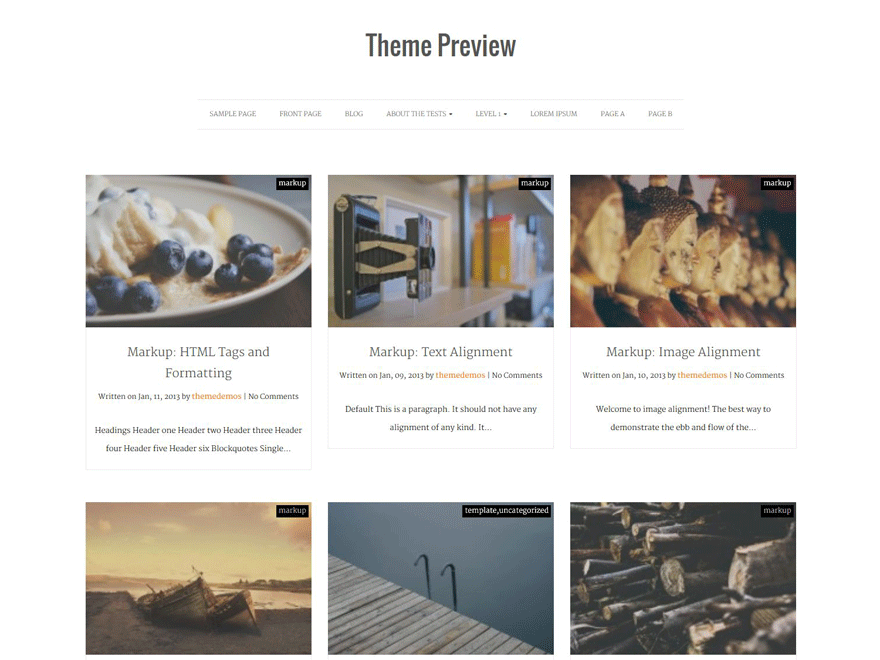 Theme Preview
SAMPLE PAGE FRONT PAGE BLOG ABOUT THE TESTS LEVEL 1 LOREM IPSUM PAGE A PAGE B
markup markup markup
Markup: HTML Tags and
Formatting
Written on Jan, 11, 2013 by themedemos | No Comments
Headings Header one Header two Header three Header
four Header five Header six Blockquotes Single...
Markup: Text Alignment
Written on Jan, 09, 2013 by themedemos | No Comments
Default This is a paragraph. It should not have any
alignment of any kind. It...
Markup: Image Alignment
Written on Jan, 10, 2013 by themedemos | No Comments
Welcome to image alignment! The best way to
demonstrate the ebb and flow of the...
markup template,uncategorized markup